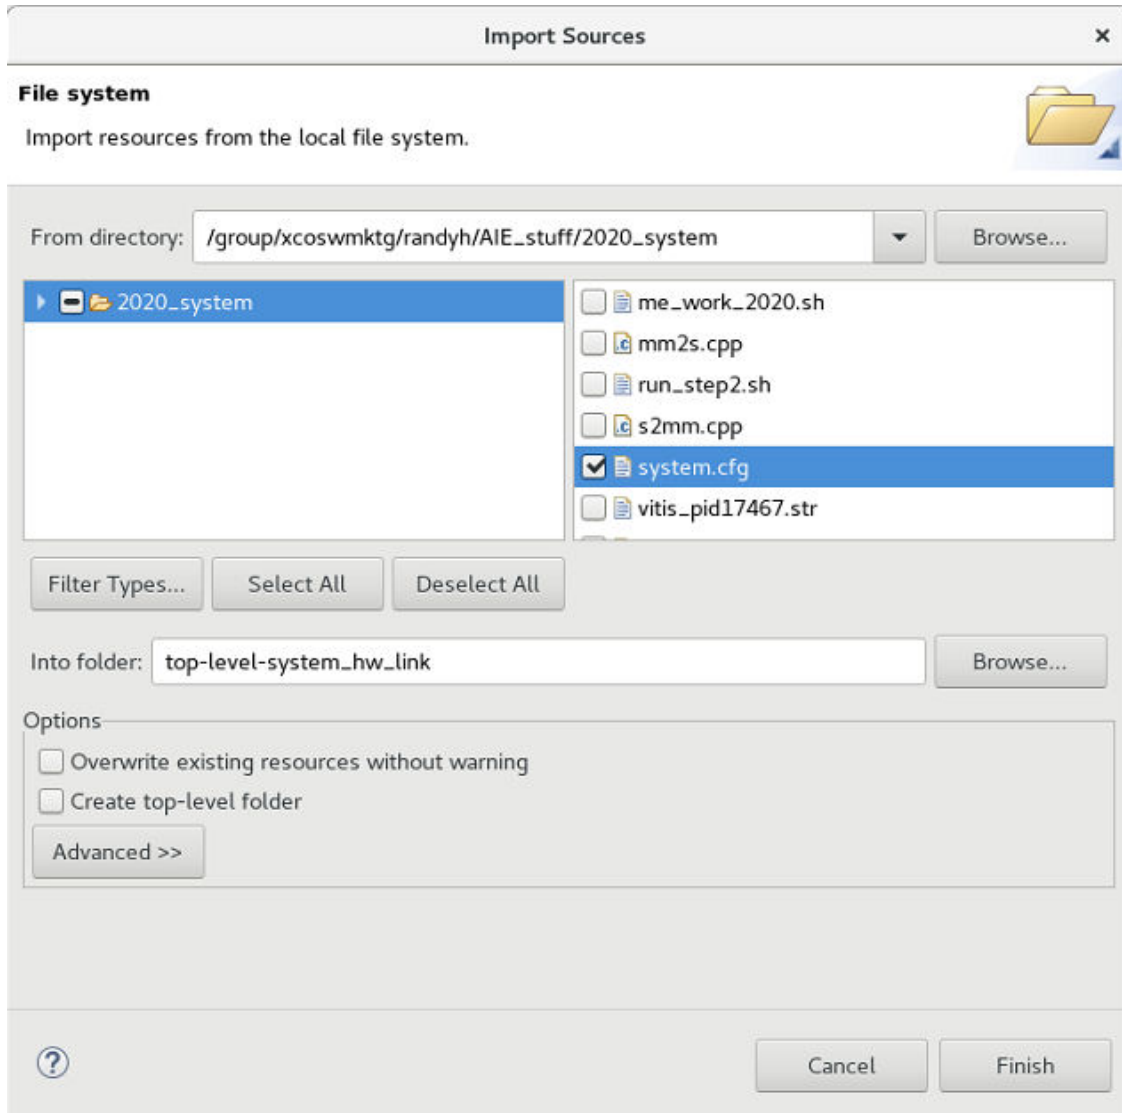 Import Sources
File system
Import resources from the local file system.
From directory: /group/xcoswmktg/randyh/AIE_stuff/2020_system Browse...
2020_system
me_work_2020.sh
mm2s.cpp
run_step2.sh
s2mm.cpp
system.cfg
vitis_pid17467.str
Filter Types... Select All Deselect All
Into folder: top-level-system_hw_link Browse...
Options
Overwrite existing resources without warning
Create top-level folder
Advanced >>
Cancel Finish